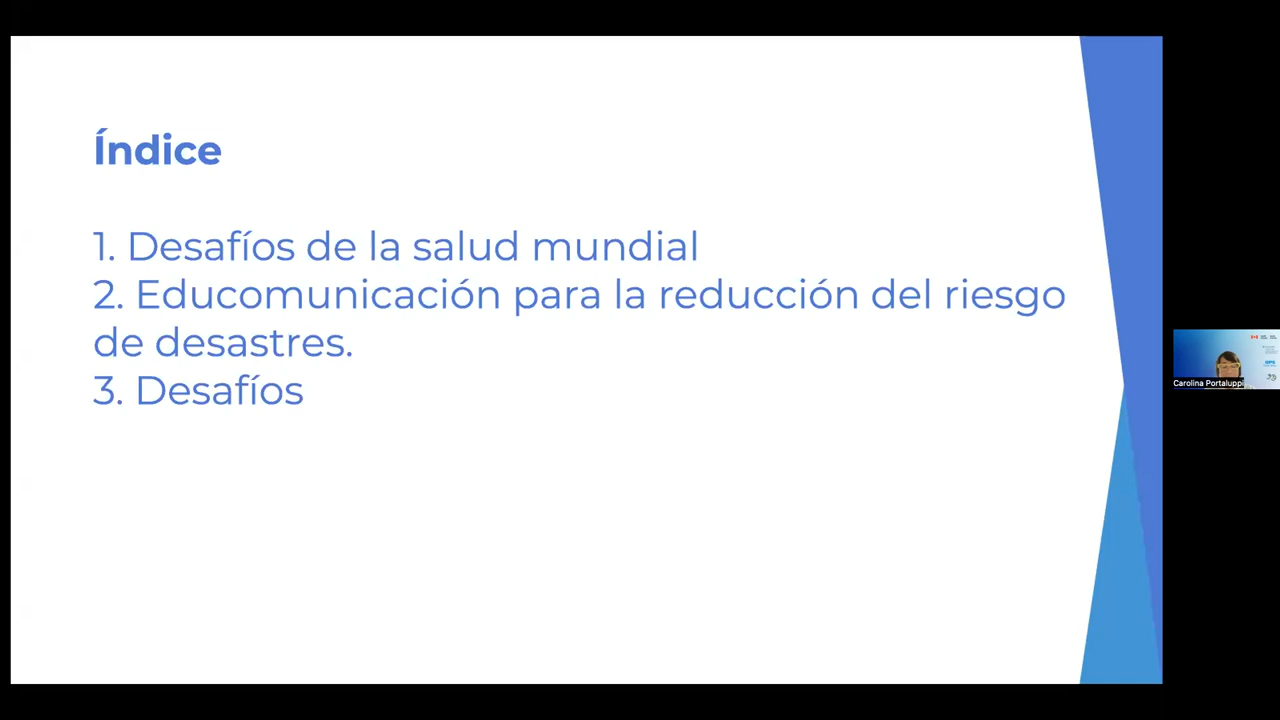 Índice
1. Desafíos de la salud mundial
2. Educomunicación para la reducción del riesgo
de desastres.
3. Desafíos
Carolina Portaluppi